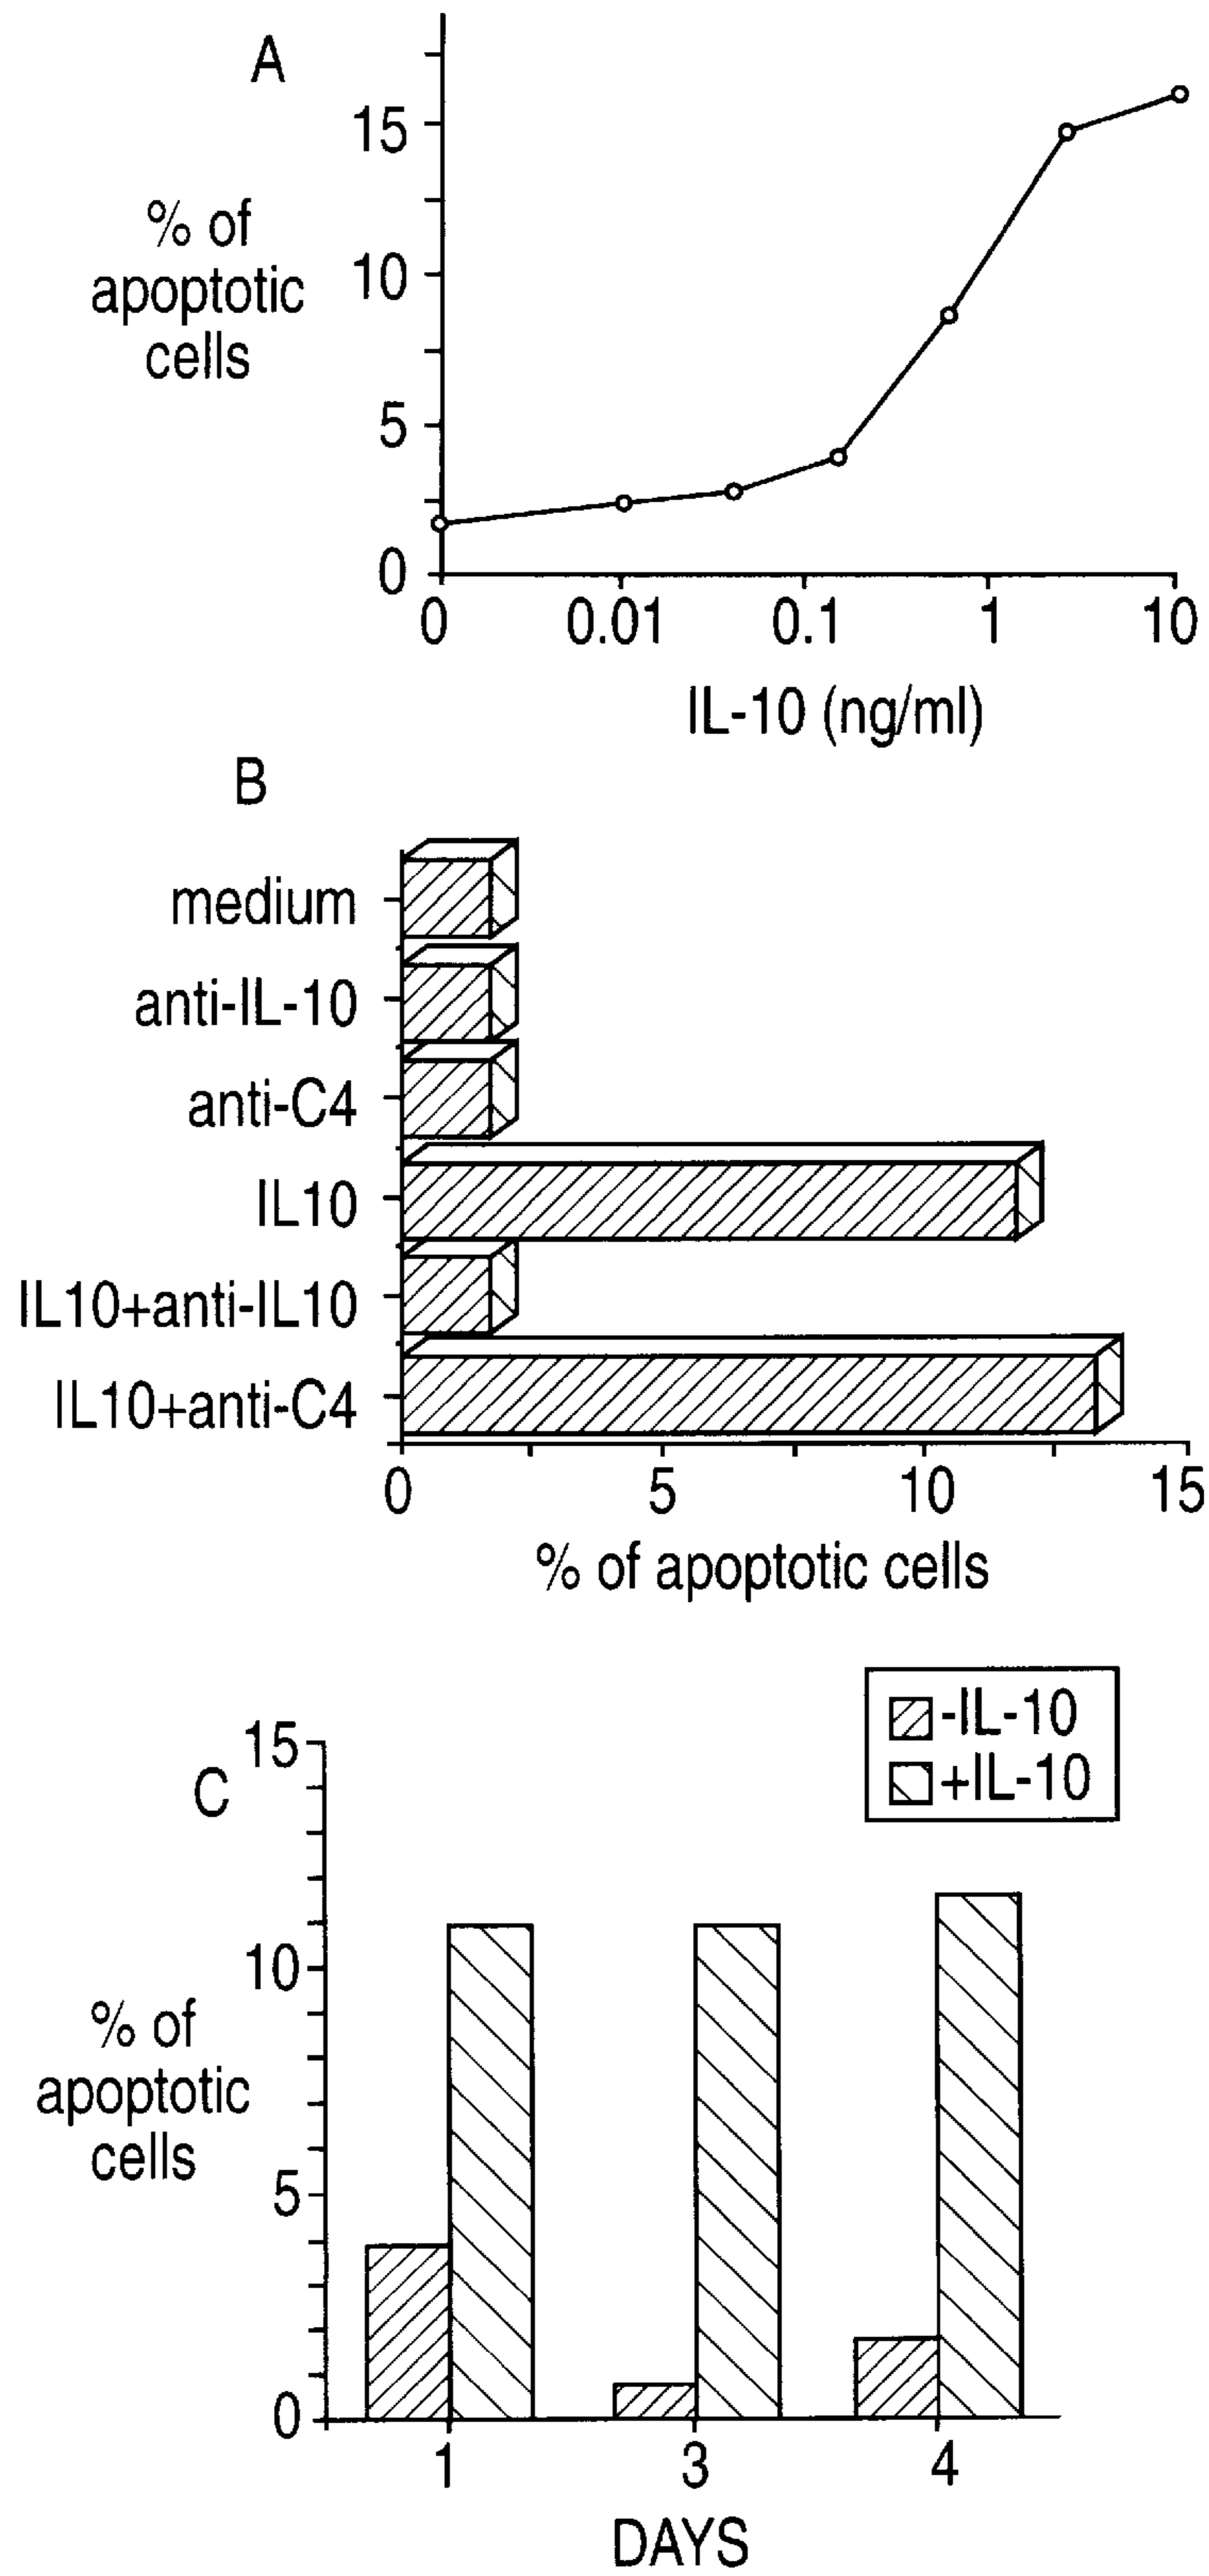 A
15
% of
apoptotic
cells
10
5
0
0 0.01 0.1 1 10
IL-10 (ng/ml)
B
medium
anti-IL-10
anti-C4
IL10
IL10+anti-IL10
IL10+anti-C4
0 5 10 15
% of apoptotic cells
-IL-10
+IL-10
C
15
10
% of
apoptotic
cells
5
0
1 3 4
DAYS